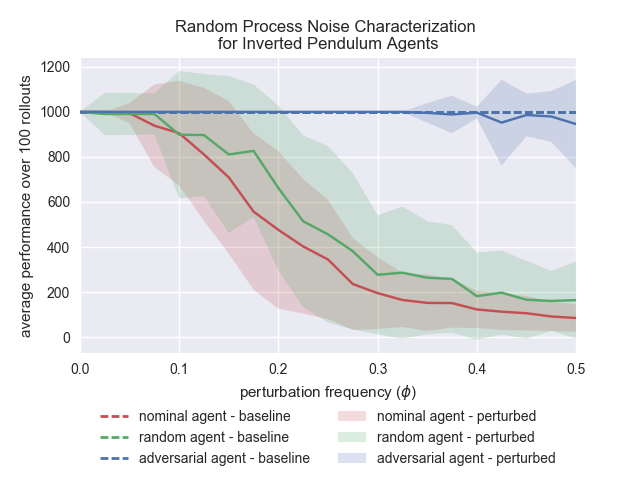 Random Process Noise Characterization
for Inverted Pendulum Agents
average performance over 100 rollouts
1200
1000
800
600
400
200
0
0.0 0.1 0.2 0.3 0.4 0.5
perturbation frequency (ϕ)
nominal agent - baseline nominal agent - perturbed
random agent - baseline random agent - perturbed
adversarial agent - baseline adversarial agent - perturbed